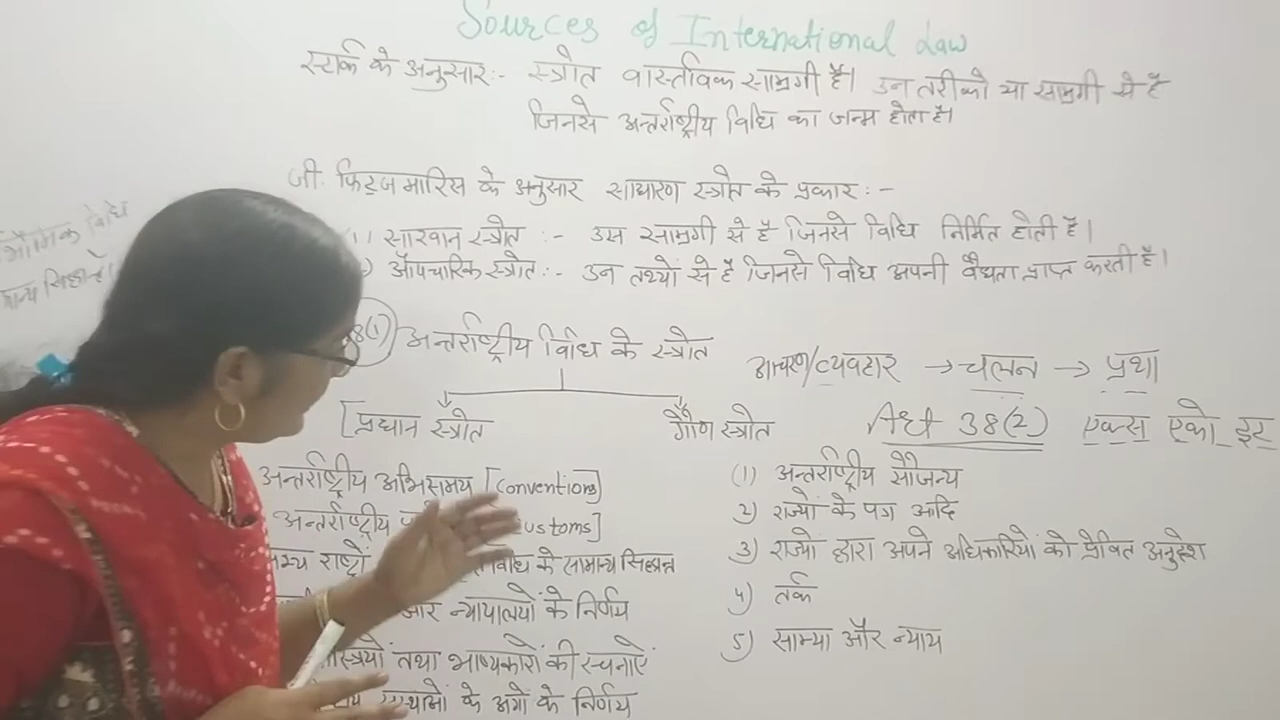 Sources of International Law
स्टार्क के अनुसार:- स्त्रोत वास्तविक सामग्री है। उन तरीको या सामग्री से है
जिनसे अन्तर्राष्ट्रीय विधि का जन्म होता है।
जी. फिट्ज मारिस के अनुसार साधारण स्त्रोत के प्रकार :-
सारवान स्त्रोत :- उस सामग्री से है जिनसे विधि निर्मित होती है।
औपचारिक स्त्रोत :- उन तथ्यों से है जिनसे विधि अपनी वैधता प्राप्त करती है।
8(1) अन्तर्राष्ट्रीय विधि के स्त्रोत
आचरण/व्यवहार → चलन → प्रथा
[प्रधान स्त्रोत
गौण स्त्रोत
Art 38(2) एक्स एको इट
अन्तर्राष्ट्रीय अभिसमय [Conventions]
अन्तर्राष्ट्रीय ustoms]
राष्ट्रों विधि के सामान्य सिद्धान्त
न्यायालयों के निर्णय
तथा भाष्यकारों की रचनाएं
के अंगो के निर्णय
(1) अन्तर्राष्ट्रीय सौजन्य
2) राज्यों के पत्र आदि
3) राज्यों द्वारा अपने अधिकारियों को प्रेषित अनुदेश
4) तर्क
5) साम्या और न्याय